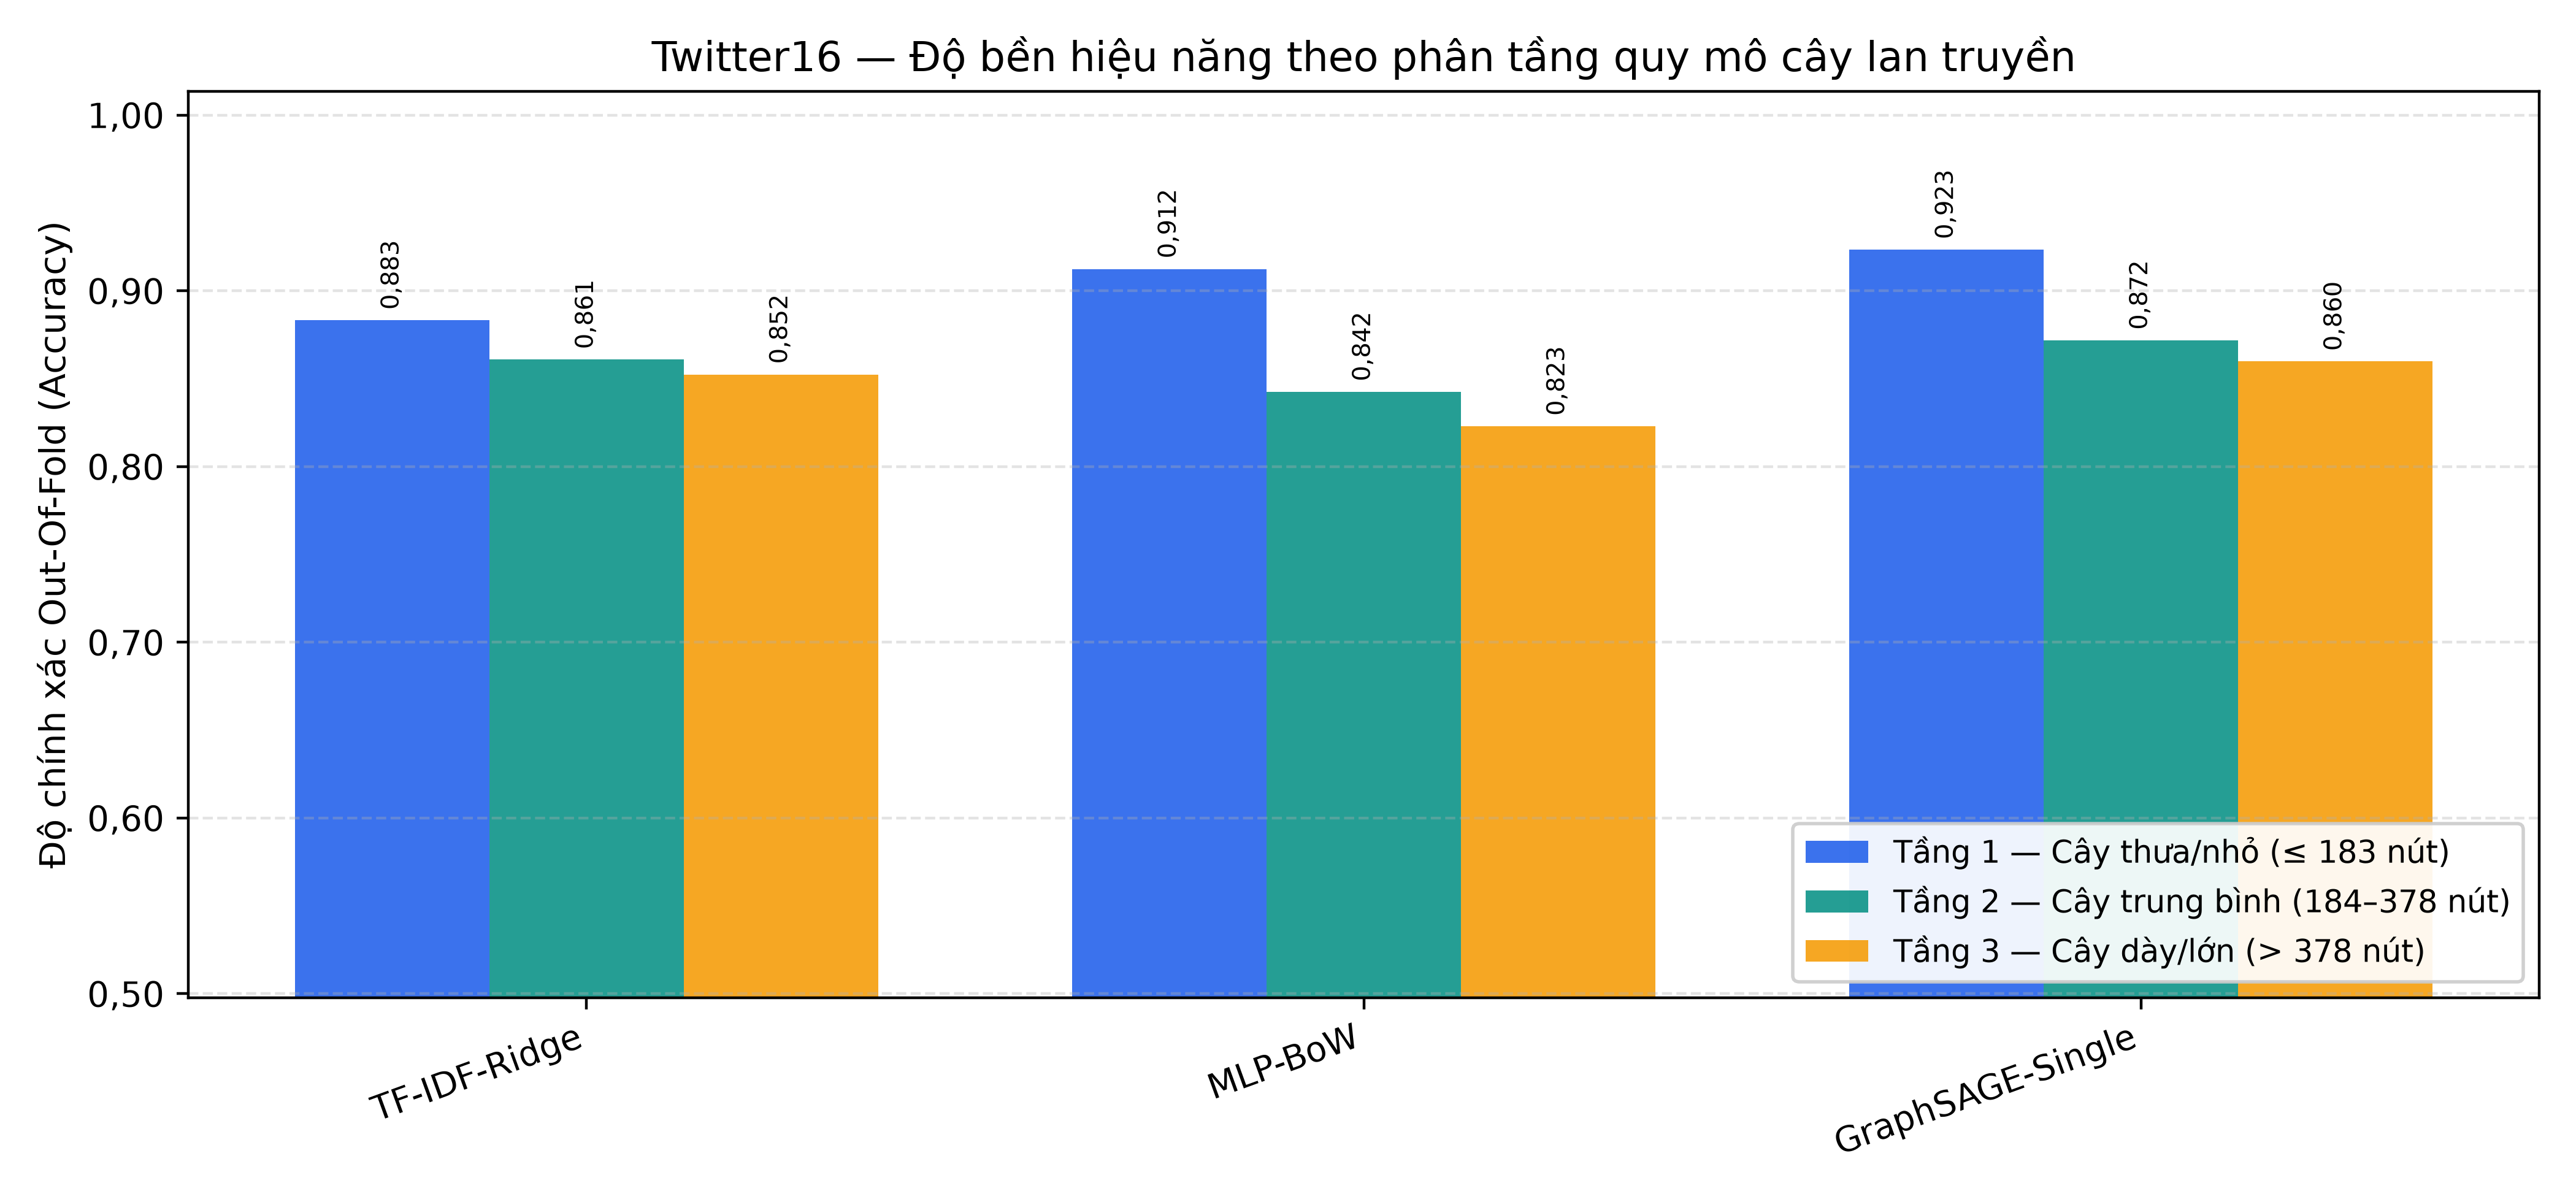 Twitter16 — Độ bền hiệu năng theo phân tầng quy mô cây lan truyền
Độ chính xác Out-Of-Fold (Accuracy)
1,00
0,90
0,80
0,70
0,60
0,50
0,883
0,861
0,852
0,912
0,842
0,823
0,923
0,872
0,860
Tầng 1 — Cây thưa/nhỏ (≤ 183 nút)
Tầng 2 — Cây trung bình (184–378 nút)
Tầng 3 — Cây dày/lớn (> 378 nút)
TF-IDF-Ridge
MLP-BoW
GraphSAGE-Single